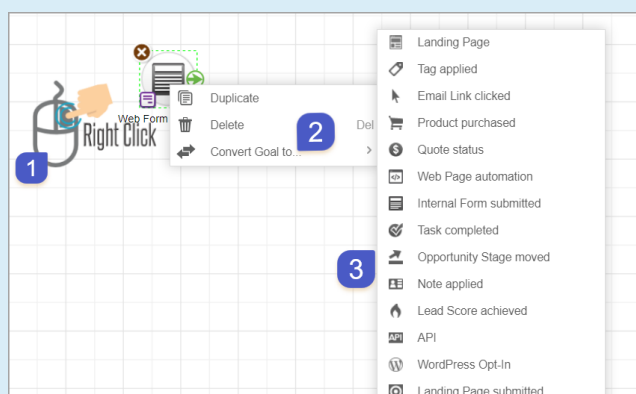 Web Form
Right Click
1
Duplicate
Delete
Del
Convert Goal to...
2
3
Landing Page
Tag applied
Email Link clicked
Product purchased
Quote status
Web Page automation
Internal Form submitted
Task completed
Opportunity Stage moved
Note applied
Lead Score achieved
API API
WordPress Opt-In
Landing Page submitted